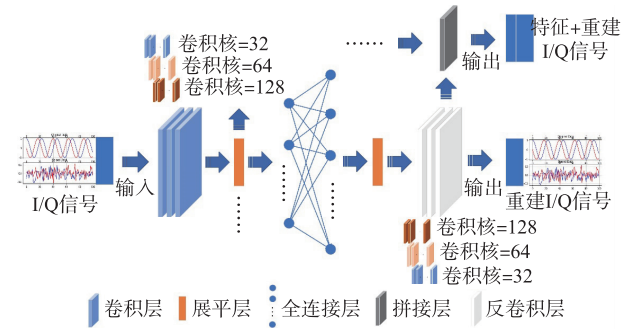 卷积核=32
卷积核=64
卷积核=128
……
输出
特征+重建
I/Q信号
输入
I/Q信号
输出
重建I/Q信号
卷积核=128
卷积核=64
卷积核=32
卷积层
展平层
全连接层
拼接层
反卷积层